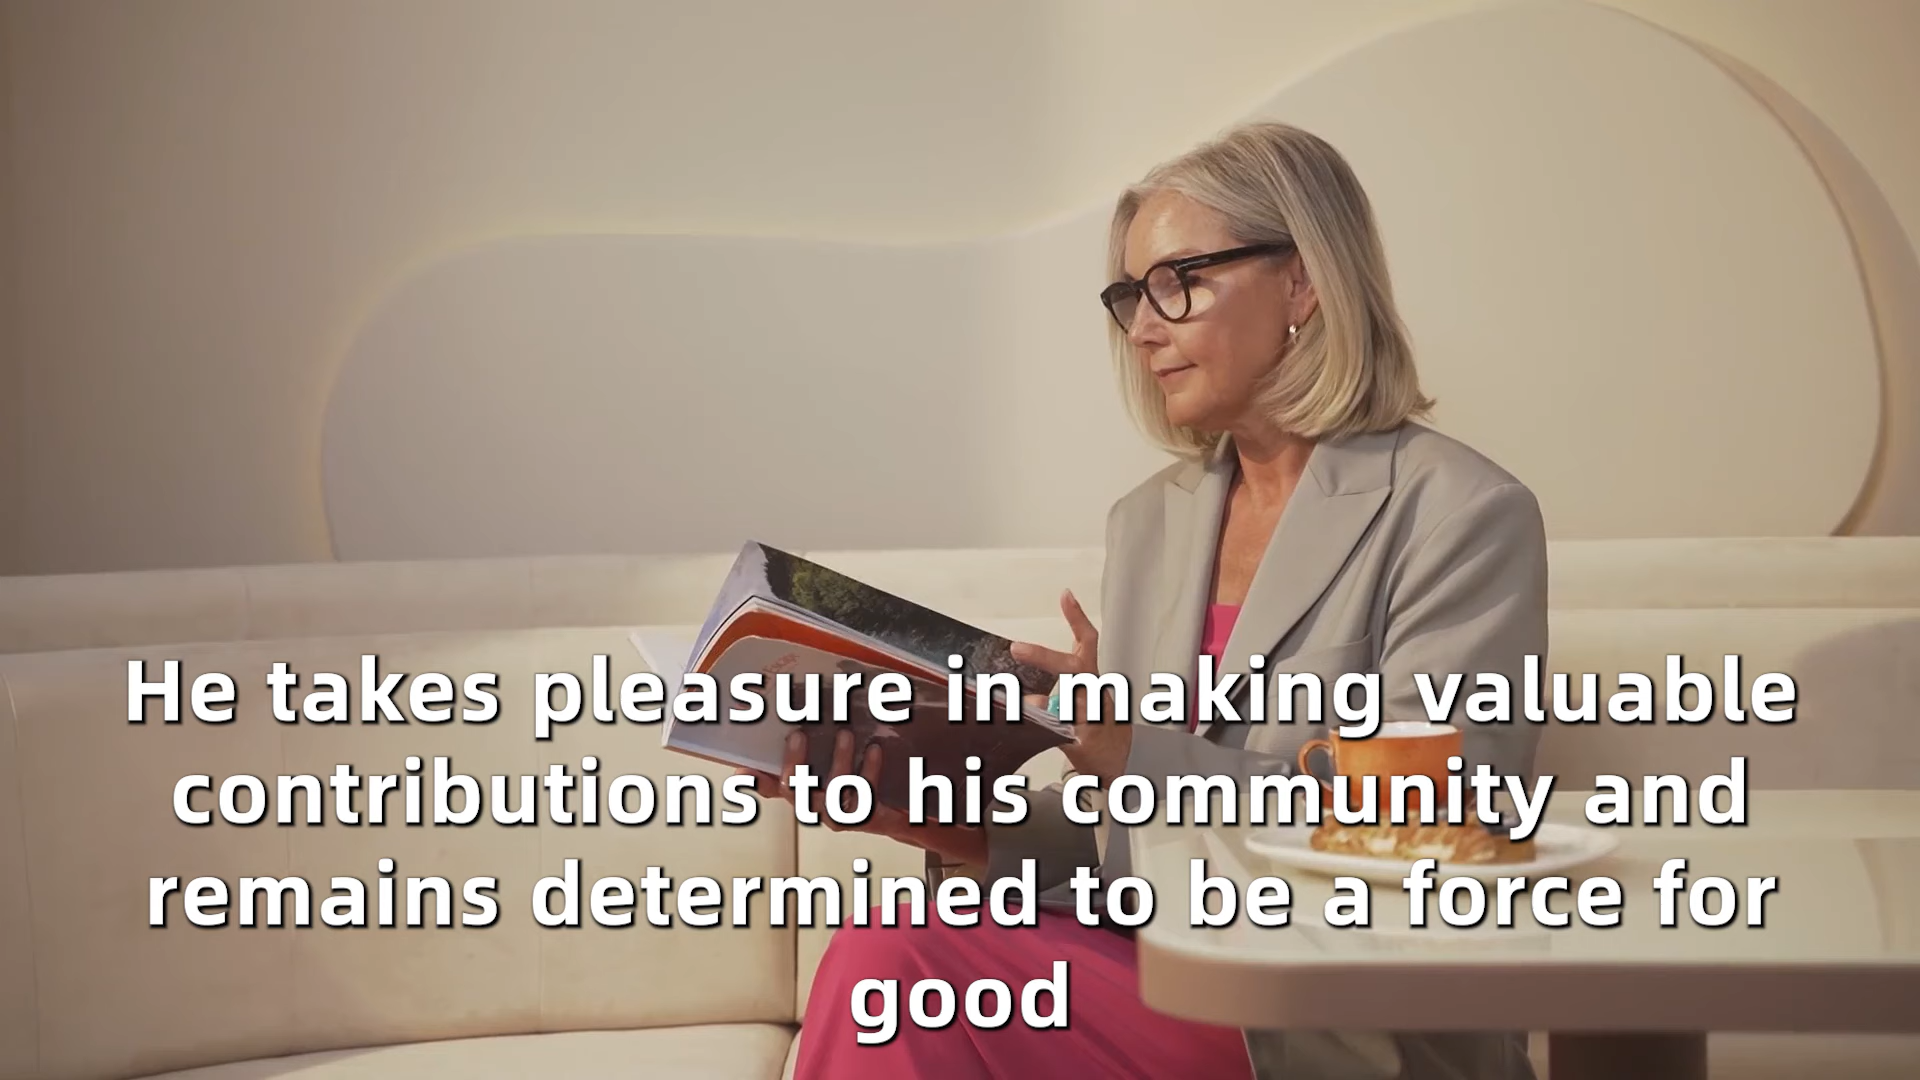 He takes pleasure in making valuable
contributions to his community and
remains determined to be a force for
good